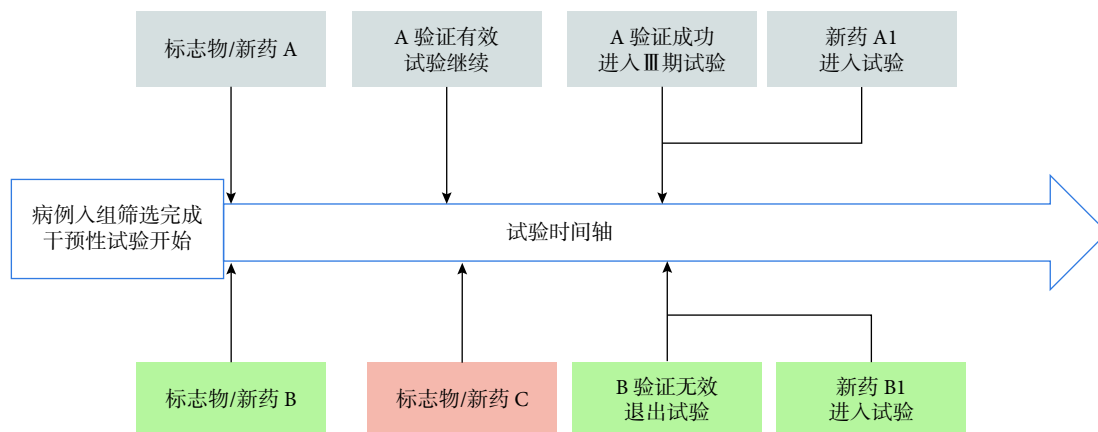 标志物/新药 A
A 验证有效
试验继续
A 验证成功
进入Ⅲ期试验
新药 A1
进入试验
病例入组筛选完成
干预性试验开始
试验时间轴
标志物/新药 B
标志物/新药 C
B 验证无效
退出试验
新药 B1
进入试验